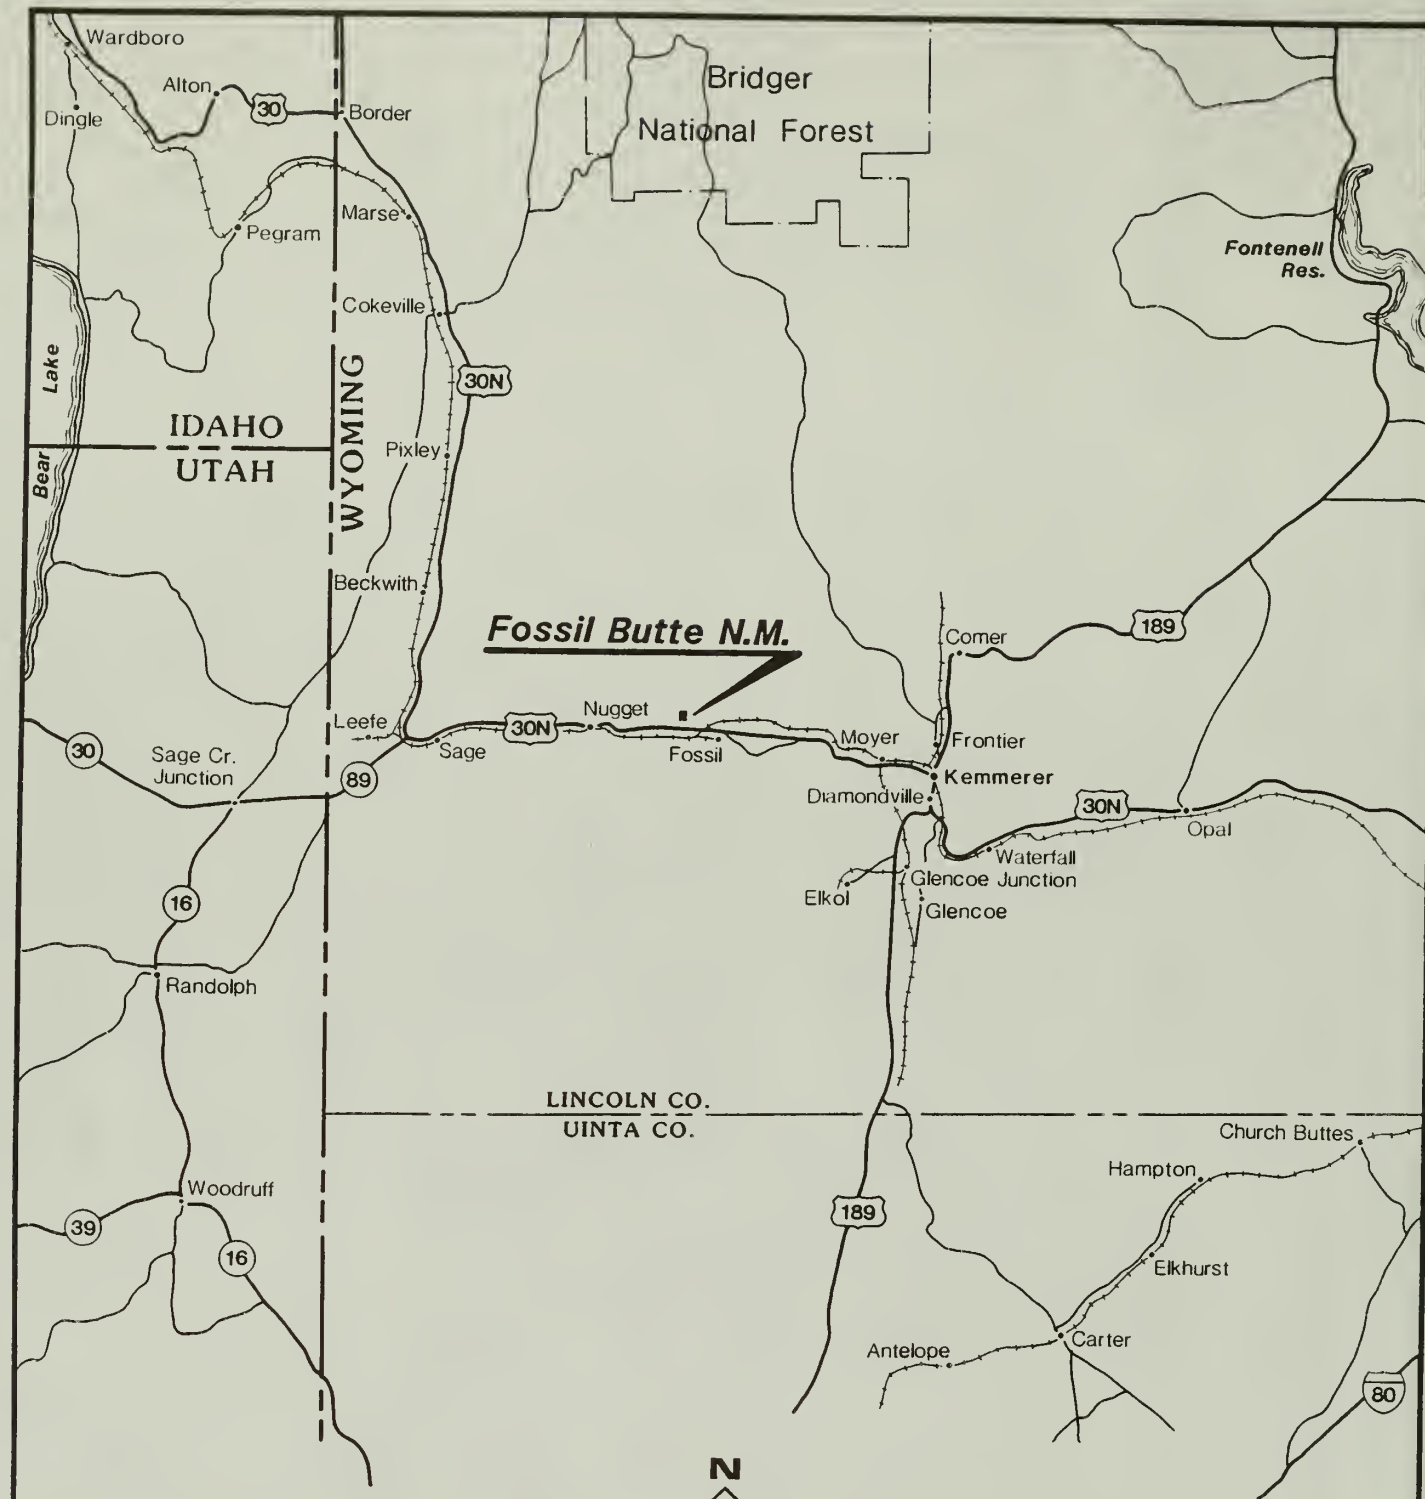 Wardboro
Alton
30
Border
Dingle
Bridger
National Forest
Marse
Pegram
Fontenell
Res.
Cokeville
Bear Lake
30N
IDAHO
UTAH
WYOMING
Pixley
Beckwith
Fossil Butte N.M.
189
Comer
Leefe
Nugget
30N
Sage
Fossil
Moyer
Frontier
30
Sage Cr.
Junction
89
Kemmerer
Diamondville
30N
Opal
Waterfall
Glencoe Junction
Elkol
Glencoe
16
Randolph
LINCOLN CO.
UINTA CO.
Church Buttes
Hampton
Woodruff
189
39
16
Elkhurst
Carter
Antelope
80
N